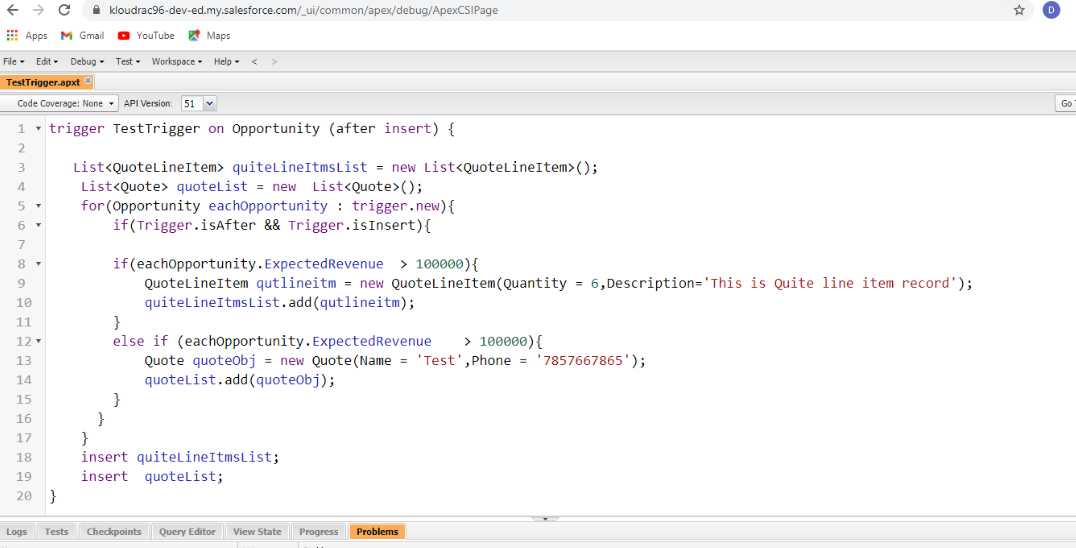 kloudrac96-dev-ed.my.salesforce.com/_ui/common/apex/debug/ApexCSIPage
D
Apps Gmail YouTube Maps
File Edit Debug Test Workspace Help < >
TestTrigger.apxt
Code Coverage: None API Version: 51 Go
1 trigger TestTrigger on Opportunity (after insert) {
2
3 List<QuoteLineItem> quiteLineItmsList = new List<QuoteLineItem>();
4 List<Quote> quoteList = new List<Quote>();
5 for(Opportunity eachOpportunity : trigger.new){
6 if(Trigger.isAfter && Trigger.isInsert){
7
8 if(eachOpportunity.ExpectedRevenue > 100000){
9 QuoteLineItem qutlineitm = new QuoteLineItem(Quantity = 6,Description='This is Quite line item record');
10 quiteLineItmsList.add(qutlineitm);
11 }
12 else if (eachOpportunity.ExpectedRevenue > 100000){
13 Quote quoteObj = new Quote(Name = 'Test',Phone = '7857667865');
14 quoteList.add(quoteObj);
15 }
16 }
17 }
18 insert quiteLineItmsList;
19 insert quoteList;
20 }
Logs Tests Checkpoints Query Editor View State Progress Problems